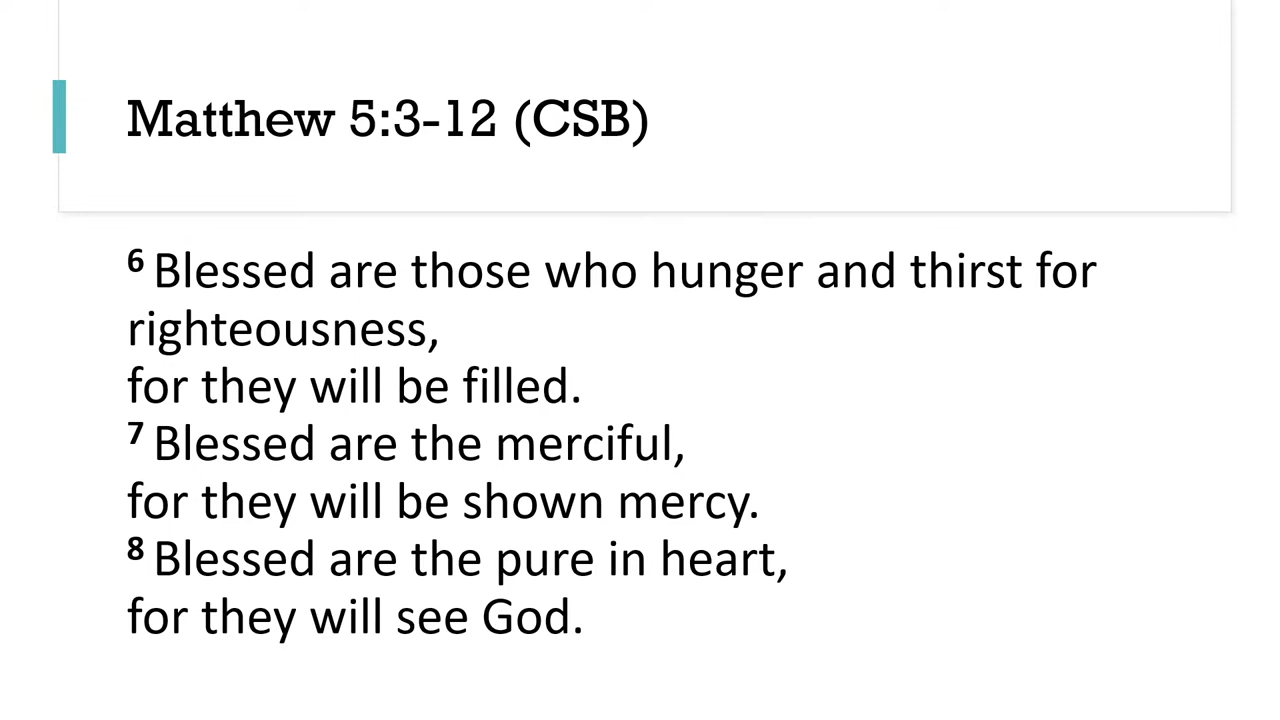 Matthew 5:3-12 (CSB)
6 Blessed are those who hunger and thirst for
righteousness,
for they will be filled.
7 Blessed are the merciful,
for they will be shown mercy.
8 Blessed are the pure in heart,
for they will see God.